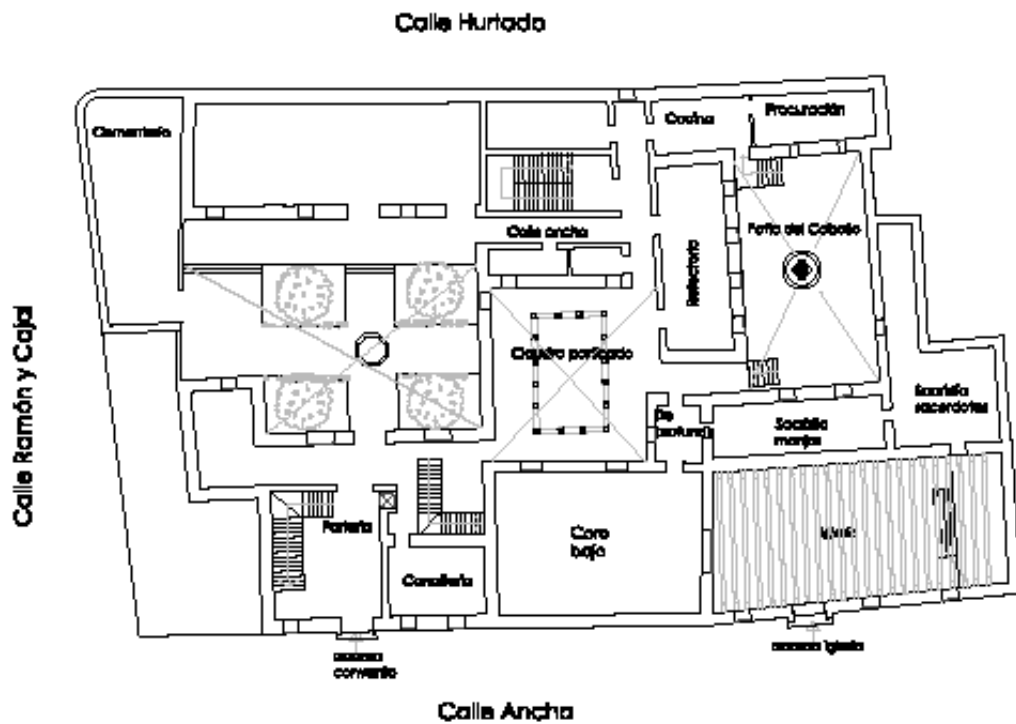 Calle Hurtado
Cementerio
Cocina
Procuración
Calle ancha
Patio del Caballo
Refectorio
Claustro porticado
Calle Ramón y Cajal
Sacristía
sacerdotes
De
profundis
Sacristía
monjas
Portería
Coro
bajo
Iglesia
acceso
convento
acceso iglesia
Calle Ancha